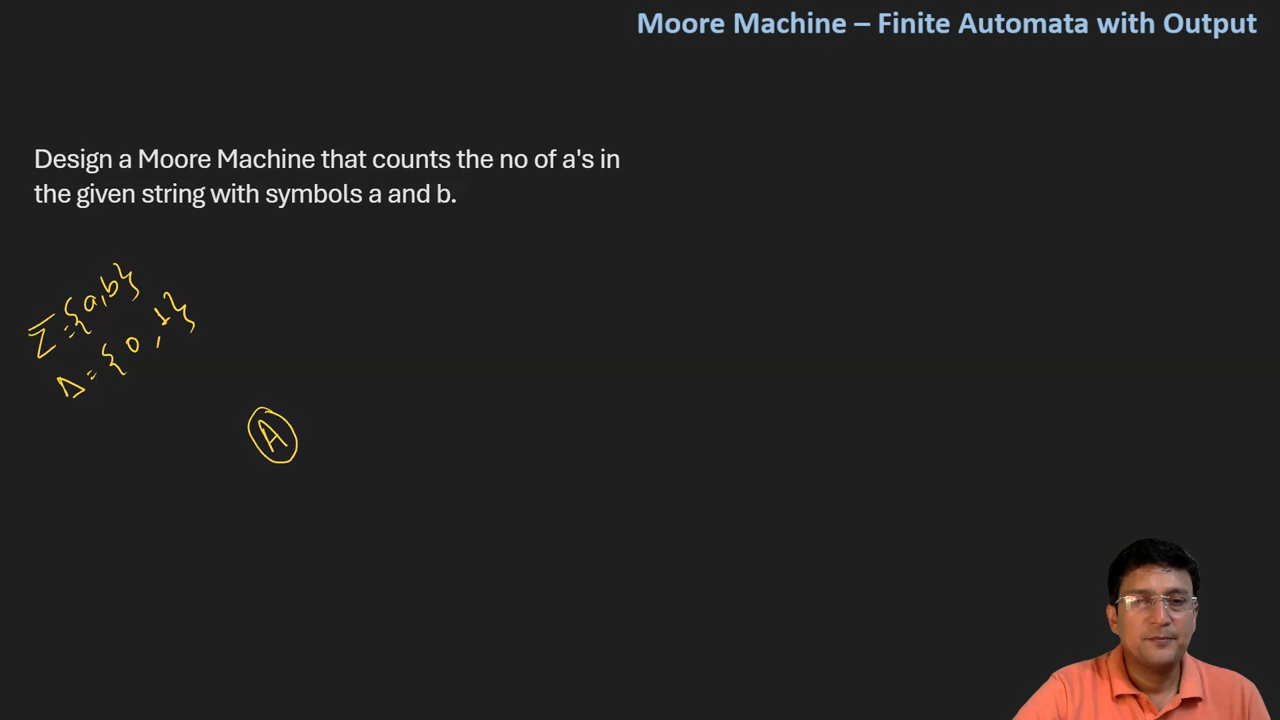 Moore Machine – Finite Automata with Output
Design a Moore Machine that counts the no of a's in
the given string with symbols a and b.
Σ = {a,b}
Δ = {0,1}
A